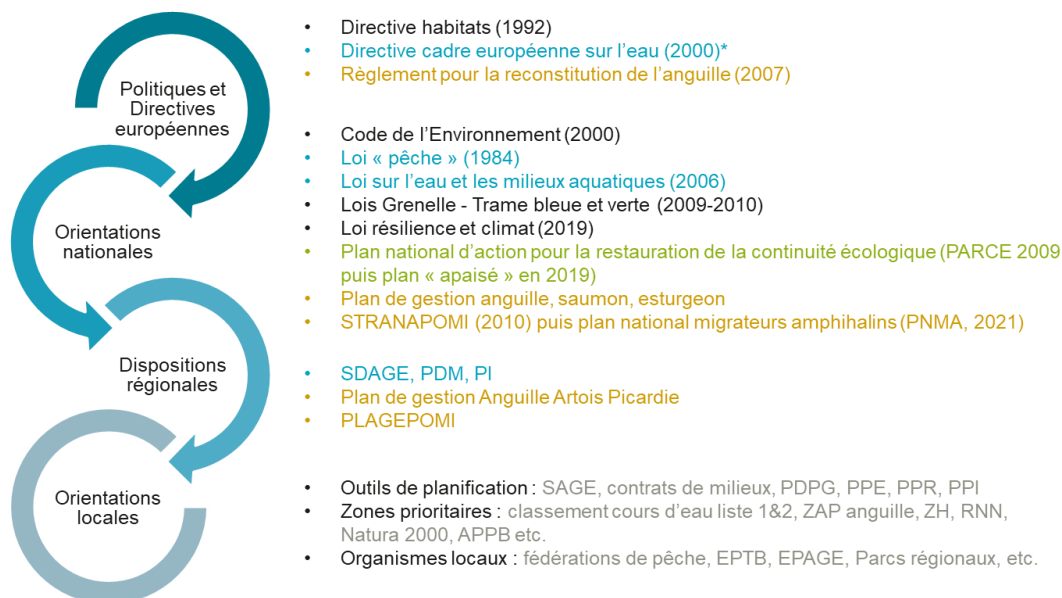 Politiques et
Directives
européennes
• Directive habitats (1992)
• Directive cadre européenne sur l’eau (2000)*
• Règlement pour la reconstitution de l’anguille (2007)
Orientations
nationales
• Code de l’Environnement (2000)
• Loi « pêche » (1984)
• Loi sur l’eau et les milieux aquatiques (2006)
• Lois Grenelle - Trame bleue et verte (2009-2010)
• Loi résilience et climat (2019)
• Plan national d’action pour la restauration de la continuité écologique (PARCE 2009
puis plan « apaisé » en 2019)
• Plan de gestion anguille, saumon, esturgeon
• STRANAPOMI (2010) puis plan national migrateurs amphihalins (PNMA, 2021)
Dispositions
régionales
• SDAGE, PDM, PI
• Plan de gestion Anguille Artois Picardie
• PLAGEPOMI
Orientations
locales
• Outils de planification : SAGE, contrats de milieux, PDPG, PPE, PPR, PPI
• Zones prioritaires : classement cours d’eau liste 1&2, ZAP anguille, ZH, RNN,
Natura 2000, APPB etc.
• Organismes locaux : fédérations de pêche, EPTB, EPAGE, Parcs régionaux, etc.